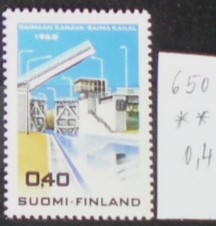 SAIMAAN KANAVA · SAIMA KANAL
1968
0,40
SUOMI-FINLAND
650
**
0,4